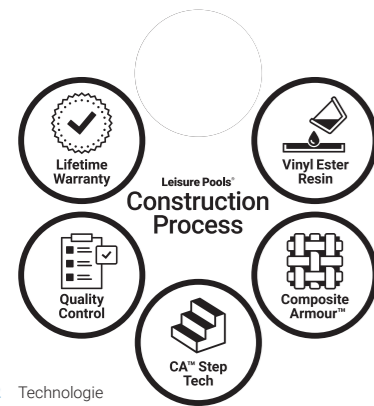 Lifetime
Warranty
Vinyl Ester
Resin
Leisure Pools®
Construction
Process
Quality
Control
Composite
Armour™
CA™ Step
Tech
Technologie